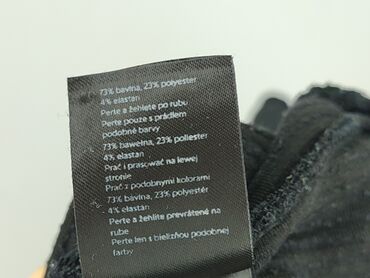 73% bavlna, 23% polyester
4% elastan
Perte a žehlete po rubu
Perte pouze s prádlem
podobné barvy
73% bawełna, 23% poliester
4% elastan
Prać i prasować na lewej
stronie
Prać z podobnymi kolorami
73% bavlna, 23% polyester
4% elastan
Perte a žehlite prevrátené na
rube
Perte len s bielizňou podobnej
farby